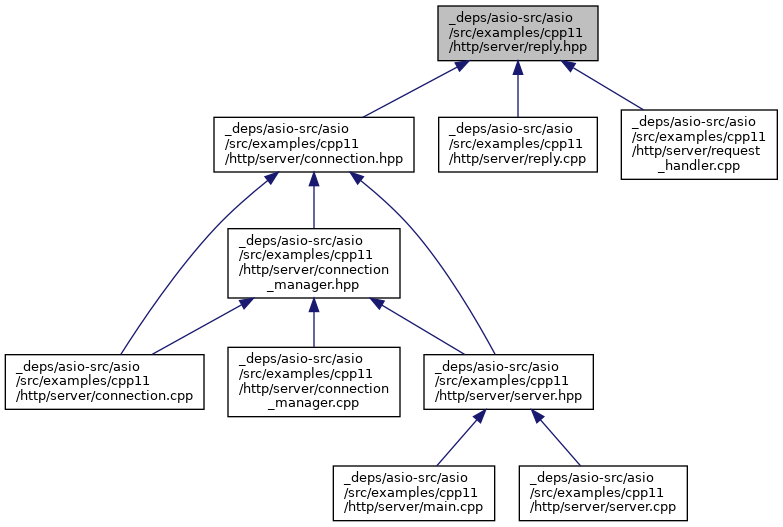 _deps/asio-src/asio
/src/examples/cpp11
/http/server/reply.hpp
_deps/asio-src/asio
/src/examples/cpp11
/http/server/connection.hpp
_deps/asio-src/asio
/src/examples/cpp11
/http/server/reply.cpp
_deps/asio-src/asio
/src/examples/cpp11
/http/server/request
_handler.cpp
_deps/asio-src/asio
/src/examples/cpp11
/http/server/connection
_manager.hpp
_deps/asio-src/asio
/src/examples/cpp11
/http/server/connection.cpp
_deps/asio-src/asio
/src/examples/cpp11
/http/server/connection
_manager.cpp
_deps/asio-src/asio
/src/examples/cpp11
/http/server/server.hpp
_deps/asio-src/asio
/src/examples/cpp11
/http/server/main.cpp
_deps/asio-src/asio
/src/examples/cpp11
/http/server/server.cpp